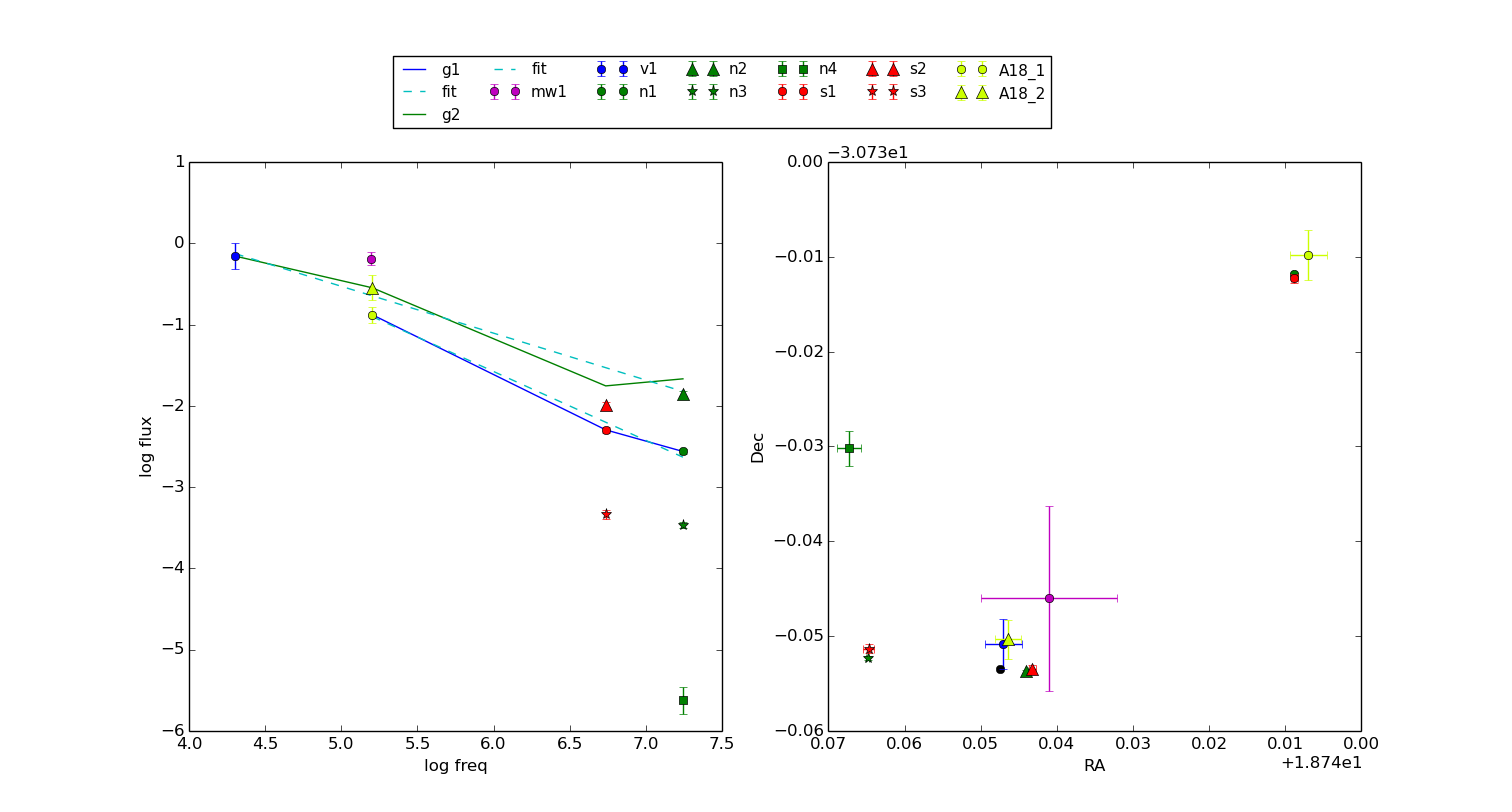 g1 fit v1 n2 n4 s2 A18_1
fit mw1 n1 n3 s1 s3 A18_2
g2
−3.073e1
1 0.00
0 −0.01
−1 −0.02
−2 −0.03
−3 −0.04
−4 −0.05
−5 −0.06
−6
log flux
Dec
4.0 4.5 5.0 5.5 6.0 6.5 7.0 7.5
0.07 0.06 0.05 0.04 0.03 0.02 0.01 0.00
log freq
RA
+1.874e1